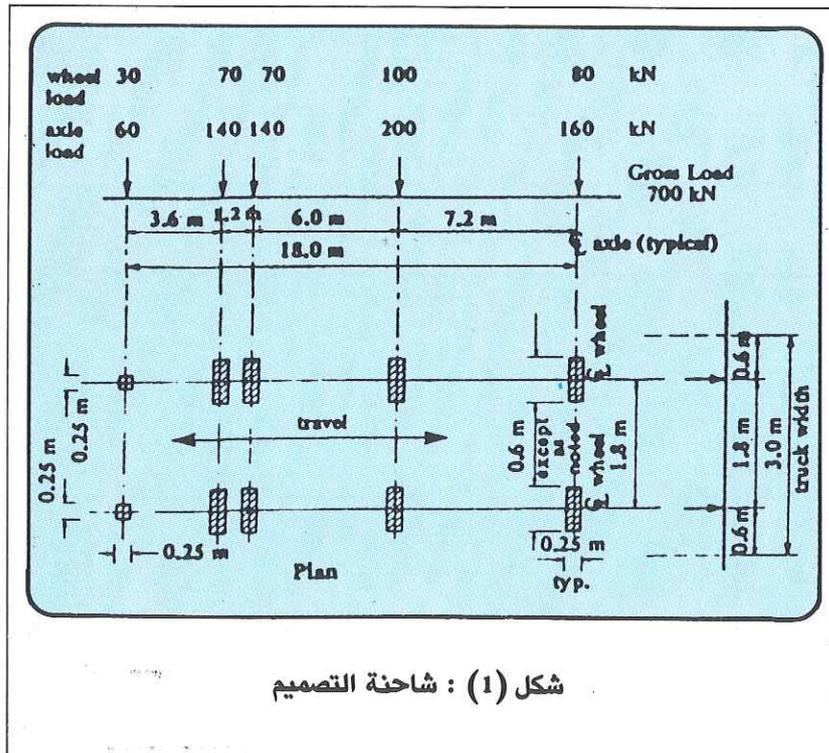 wheel load 30 70 70 100 80 kN
axle load 60 140 140 200 160 kN
Gross Load
700 kN
3.6 m 1.2 m 6.0 m 7.2 m
18.0 m
℄ axle (typical)
0.25 m
0.25 m
travel
0.6 m
except
as
noted
℄ wheel
℄ wheel
1.8 m
0.6 m
1.8 m
0.6 m
3.0 m
truck width
0.25 m
Plan
0.25 m
typ.
شكل (1) : شاحنة التصميم